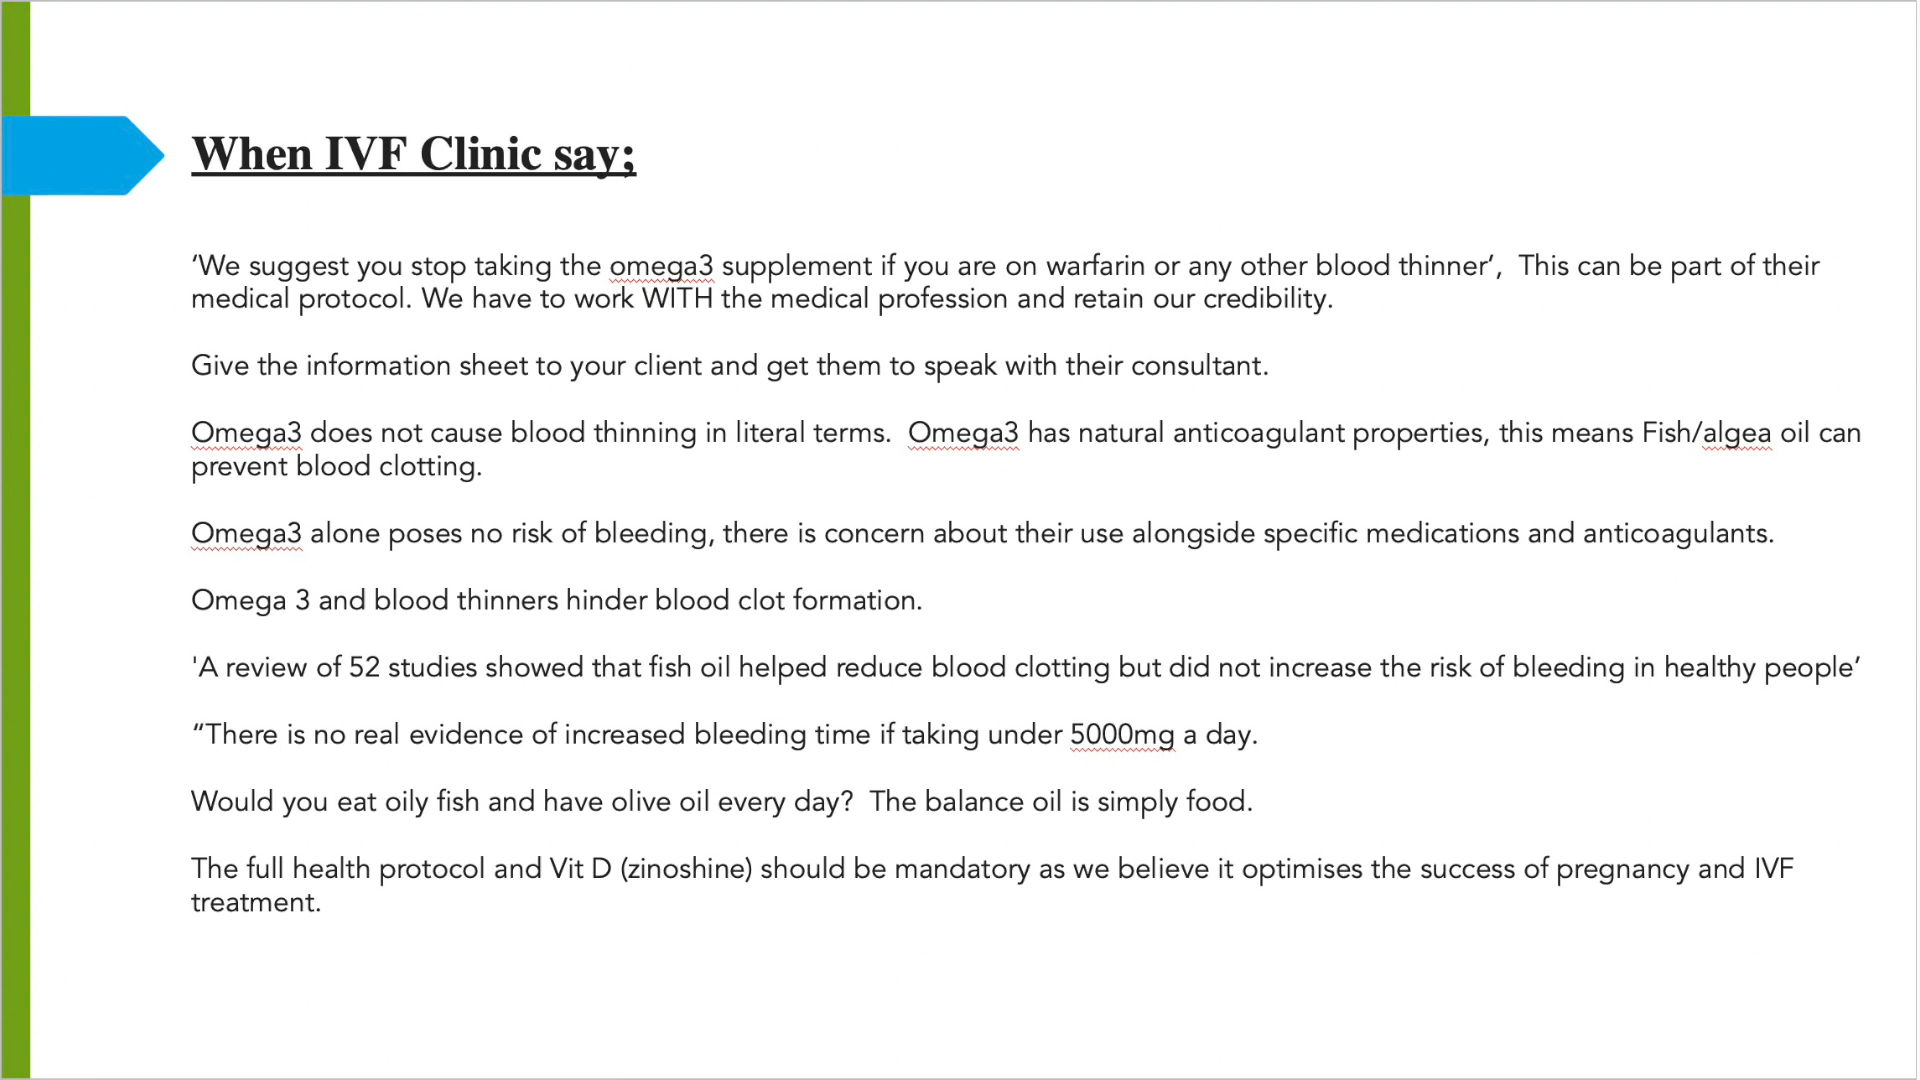 When IVF Clinic say;
‘We suggest you stop taking the omega3 supplement if you are on warfarin or any other blood thinner‘,  This can be part of their
medical protocol. We have to work WITH the medical profession and retain our credibility.
Give the information sheet to your client and get them to speak with their consultant.
Omega3 does not cause blood thinning in literal terms.  Omega3 has natural anticoagulant properties, this means Fish/algea oil can
prevent blood clotting.
Omega3 alone poses no risk of bleeding, there is concern about their use alongside specific medications and anticoagulants.
Omega 3 and blood thinners hinder blood clot formation.
'A review of 52 studies showed that fish oil helped reduce blood clotting but did not increase the risk of bleeding in healthy people‘
“There is no real evidence of increased bleeding time if taking under 5000mg a day.
Would you eat oily fish and have olive oil every day?  The balance oil is simply food.
The full health protocol and Vit D (zinoshine) should be mandatory as we believe it optimises the success of pregnancy and IVF
treatment.